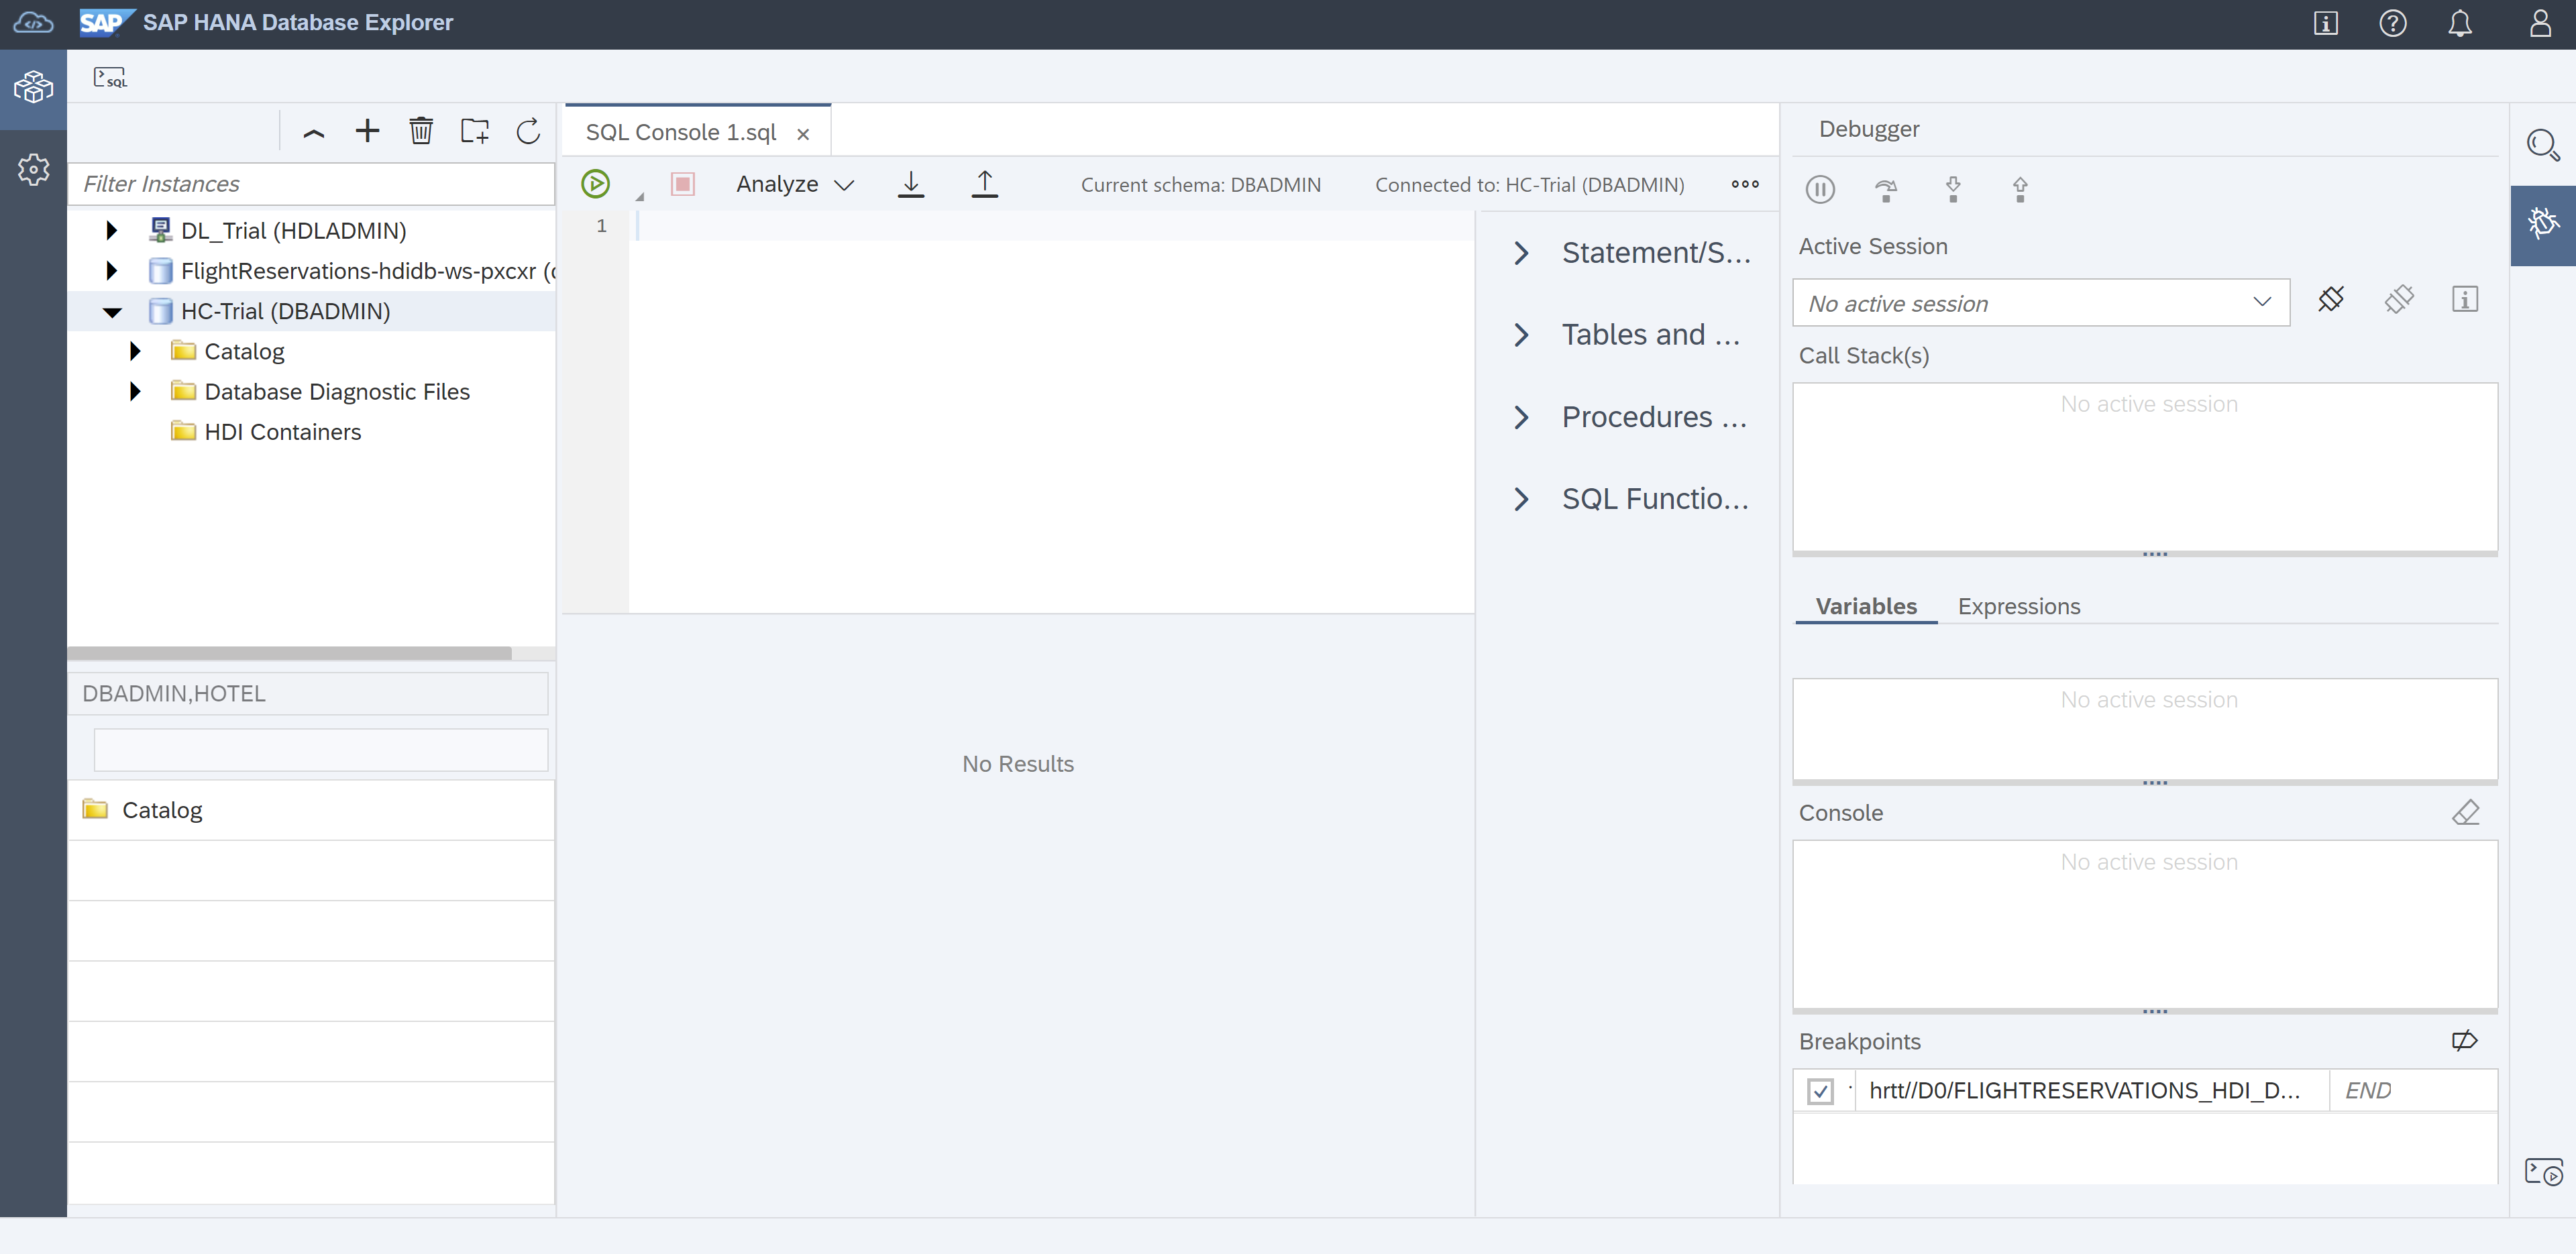 SAP SAP HANA Database Explorer
SQL
Filter Instances
DL_Trial (HDLADMIN)
FlightReservations-hdidb-ws-pxcxr (
HC-Trial (DBADMIN)
Catalog
Database Diagnostic Files
HDI Containers
DBADMIN,HOTEL
Catalog
SQL Console 1.sql
Analyze
Current schema: DBADMIN
Connected to: HC-Trial (DBADMIN)
1
No Results
Statement/S...
Tables and ...
Procedures ...
SQL Functio...
Debugger
Active Session
No active session
Call Stack(s)
No active session
Variables
Expressions
No active session
Console
No active session
Breakpoints
hrtt//D0/FLIGHTRESERVATIONS_HDI_D...
END